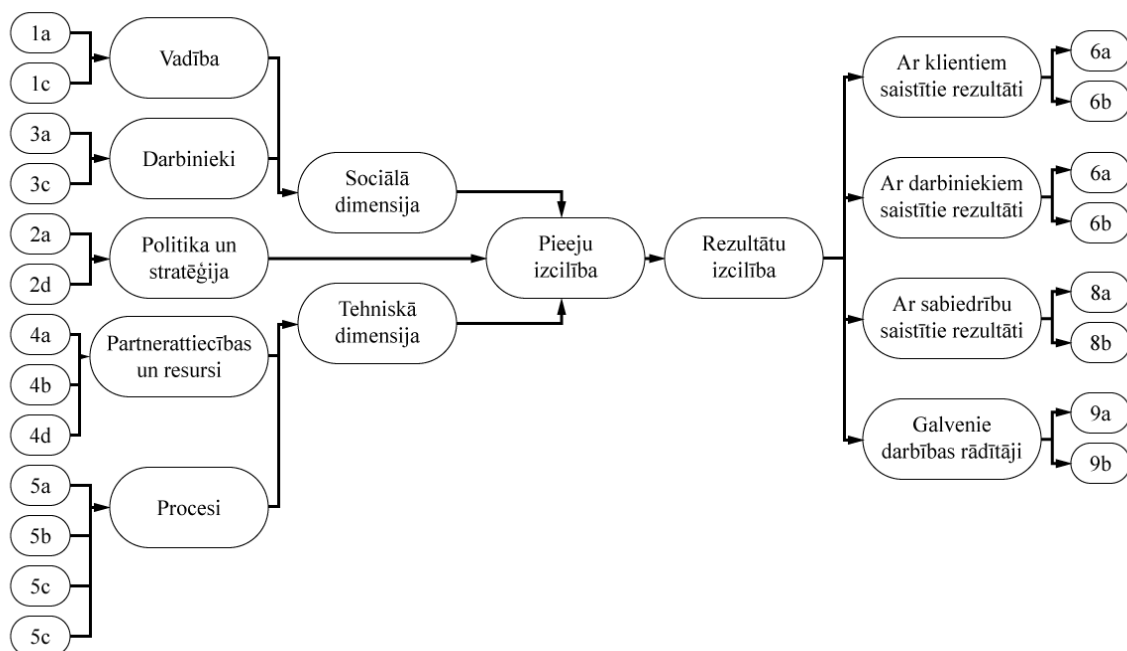 1a
1c
Vadība
3a
3c
Darbinieki
2a
2d
Politika un
stratēģija
4a
4b
4d
Partnerattiecības
un resursi
5a
5b
5c
5c
Procesi
Sociālā
dimensija
Tehniskā
dimensija
Pieeju
izcilība
Rezultātu
izcilība
Ar klientiem
saistītie rezultāti
6a
6b
Ar darbiniekiem
saistītie rezultāti
6a
6b
Ar sabiedrību
saistītie rezultāti
8a
8b
Galvenie
darbības rādītāji
9a
9b